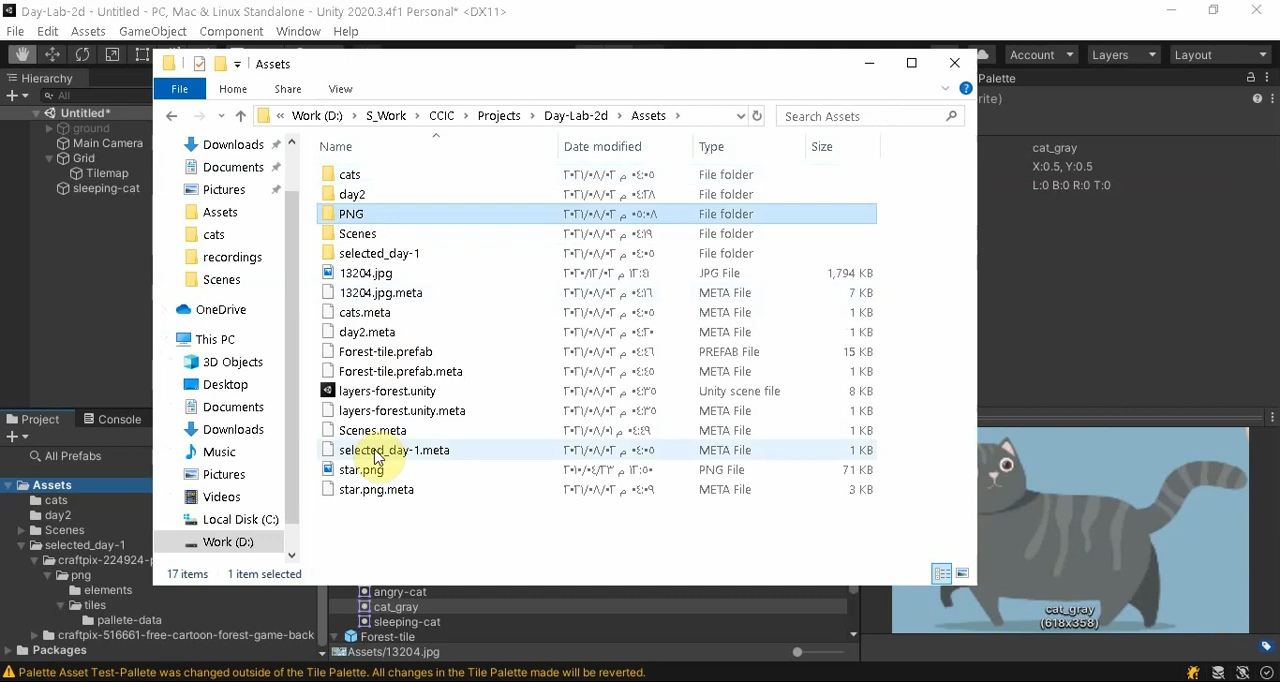 Day-Lab-2d - Untitled - PC, Mac & Linux Standalone - Unity 2020.3.4f1 Personal* <DX11>
File Edit Assets GameObject Component Window Help
Account Layers Layout
Hierarchy
All
Untitled*
ground
Main Camera
Grid
Tilemap
sleeping-cat
Assets
File Home Share View
« Work (D:) > S_Work > CCIC > Projects > Day-Lab-2d > Assets >
Search Assets
Name Date modified Type Size
Downloads
Documents
Pictures
Assets
cats
recordings
Scenes
OneDrive
This PC
3D Objects
Desktop
Documents
Downloads
Music
Pictures
Videos
Local Disk (C:)
Work (D:)
cats File folder
day2 File folder
PNG File folder
Scenes File folder
selected_day-1 File folder
13204.jpg JPG File 1,794 KB
13204.jpg.meta META File 7 KB
cats.meta META File 1 KB
day2.meta META File 1 KB
Forest-tile.prefab PREFAB File 15 KB
Forest-tile.prefab.meta META File 1 KB
layers-forest.unity Unity scene file 8 KB
layers-forest.unity.meta META File 1 KB
Scenes.meta META File 1 KB
selected_day-1.meta META File 1 KB
star.png PNG File 71 KB
star.png.meta META File 3 KB
17 items 1 item selected
Palette
rite)
cat_gray
X:0.5, Y:0.5
L:0 B:0 R:0 T:0
Project Console
All Prefabs
Assets
cats
day2
Scenes
selected_day-1
craftpix-224924-p
png
elements
tiles
pallete-data
craftpix-516661-free-cartoon-forest-game-back
Packages
angry-cat
cat_gray
sleeping-cat
Forest-tile
Assets/13204.jpg
cat_gray
(618x358)
Palette Asset Test-Pallete was changed outside of the Tile Palette. All changes in the Tile Palette made will be reverted.